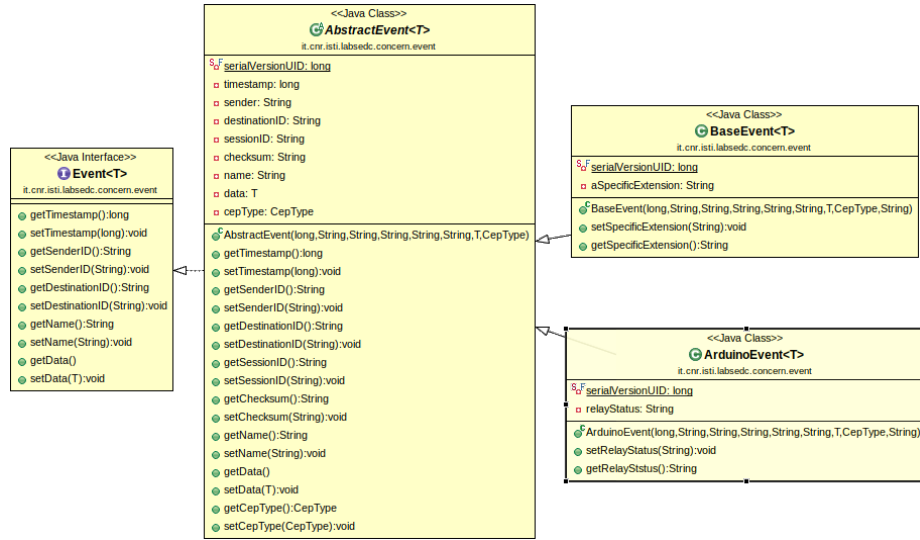 <<Java Interface>>
Event<T>
it.cnr.isti.labsedc.concern.event
getTimestamp():long
setTimestamp(long):void
getSenderID():String
setSenderID(String):void
getDestinationID():String
setDestinationID(String):void
getName():String
setName(String):void
getData()
setData(T):void
<<Java Class>>
AbstractEvent<T>
it.cnr.isti.labsedc.concern.event
serialVersionUID: long
timestamp: long
sender: String
destinationID: String
sessionID: String
checksum: String
name: String
data: T
cepType: CepType
AbstractEvent(long,String,String,String,String,String,T,CepType)
getTimestamp():long
setTimestamp(long):void
getSenderID():String
setSenderID(String):void
getDestinationID():String
setDestinationID(String):void
getSessionID():String
setSessionID(String):void
getChecksum():String
setChecksum(String):void
getName():String
setName(String):void
getData()
setData(T):void
getCepType():CepType
setCepType(CepType):void
<<Java Class>>
BaseEvent<T>
it.cnr.isti.labsedc.concern.event
serialVersionUID: long
aSpecificExtension: String
BaseEvent(long,String,String,String,String,String,T,CepType,String)
setSpecificExtension(String):void
getSpecificExtension():String
<<Java Class>>
ArduinoEvent<T>
it.cnr.isti.labsedc.concern.event
serialVersionUID: long
relayStatus: String
ArduinoEvent(long,String,String,String,String,String,T,CepType,String)
setRelayStatus(String):void
getRelayStstus():String